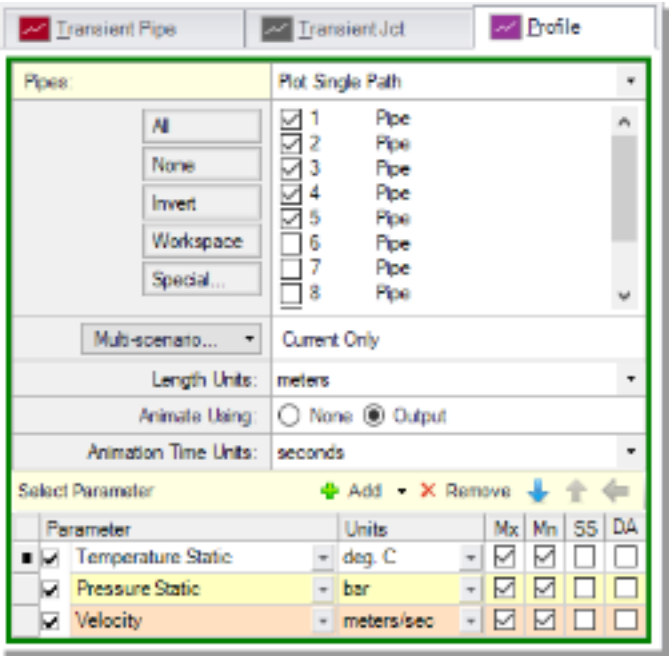 Transient Pipe Transient Jct Profile
Pipes: Plot Single Path
All
None
Invert
Workspace
Special...
1 Pipe
2 Pipe
3 Pipe
4 Pipe
5 Pipe
6 Pipe
7 Pipe
8 Pipe
Multi-scenario... Current Only
Length Units: meters
Animate Using: None Output
Animation Time Units: seconds
Select Parameter Add Remove
Parameter Units Mx Mn SS DA
Temperature Static deg. C
Pressure Static bar
Velocity meters/sec